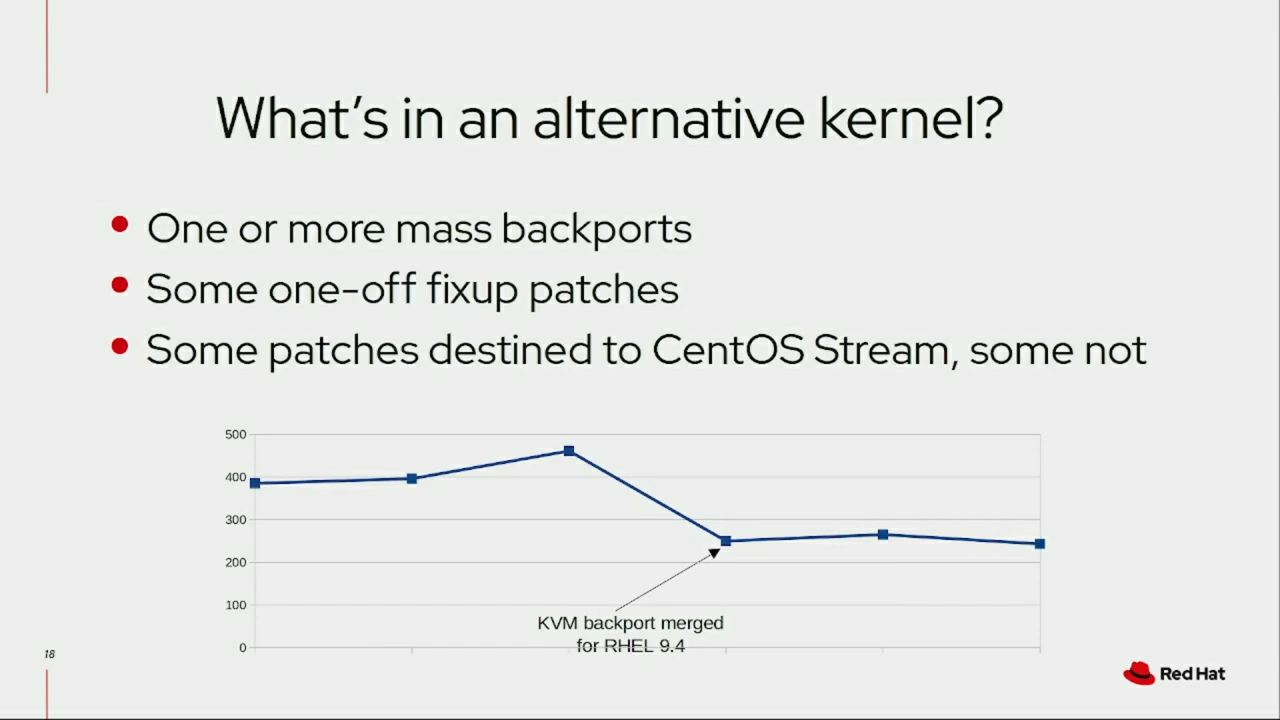 What's in an alternative kernel?
One or more mass backports
Some one-off fixup patches
Some patches destined to CentOS Stream, some not
500
400
300
200
100
0
KVM backport merged
for RHEL 9.4
18
Red Hat